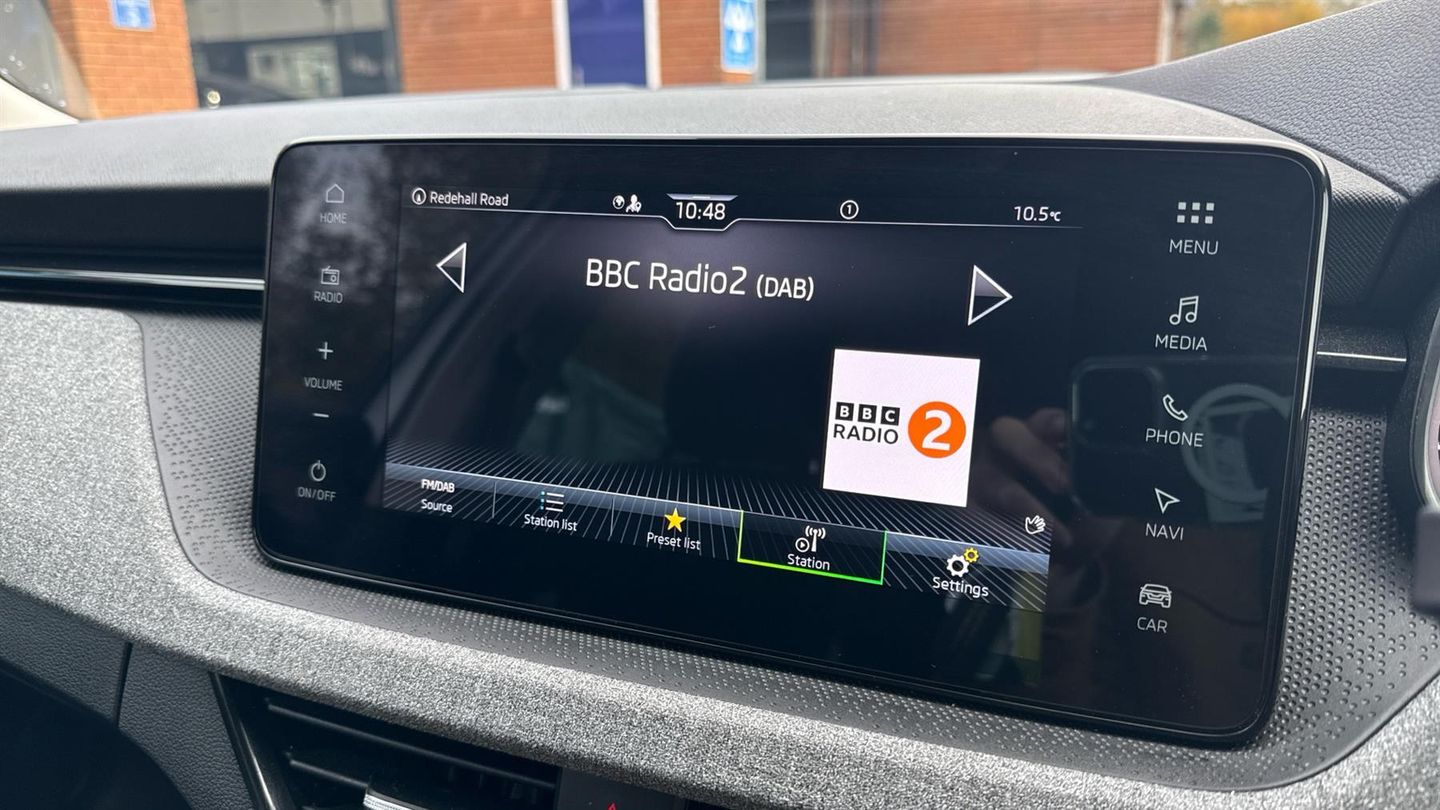 Redehall Road
10:48
1
10.5°C
HOME
RADIO
VOLUME
ON/OFF
BBC Radio2 (DAB)
BBC
RADIO
2
FM/DAB
Source
Station list
Preset list
Station
Settings
MENU
MEDIA
PHONE
NAVI
CAR